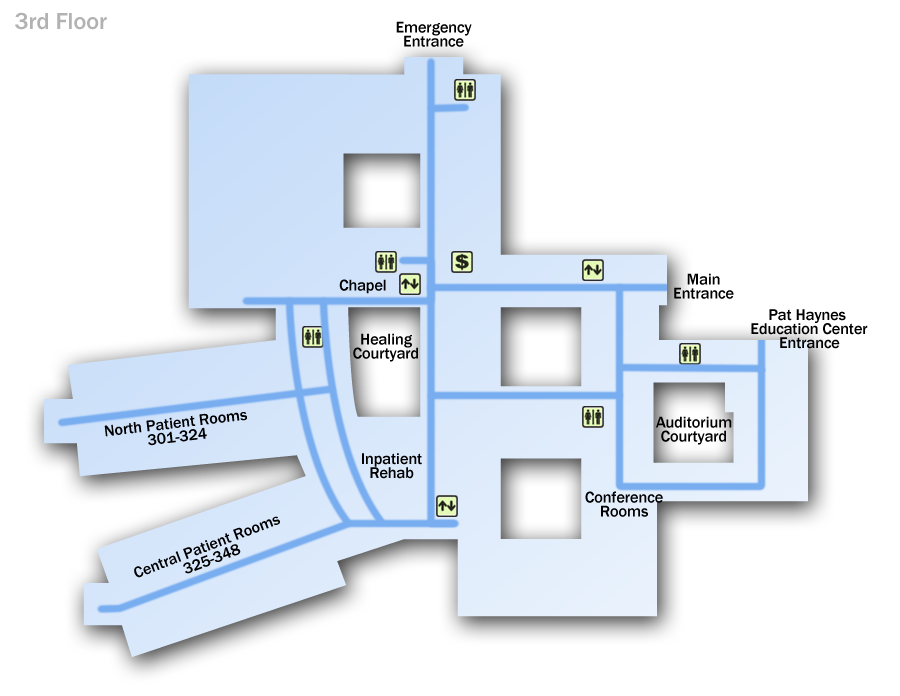 3rd Floor
Emergency
Entrance
$
Chapel
Main
Entrance
Pat Haynes
Education Center
Entrance
Healing
Courtyard
North Patient Rooms
301-324
Auditorium
Courtyard
Inpatient
Rehab
Conference
Rooms
Central Patient Rooms
325-348